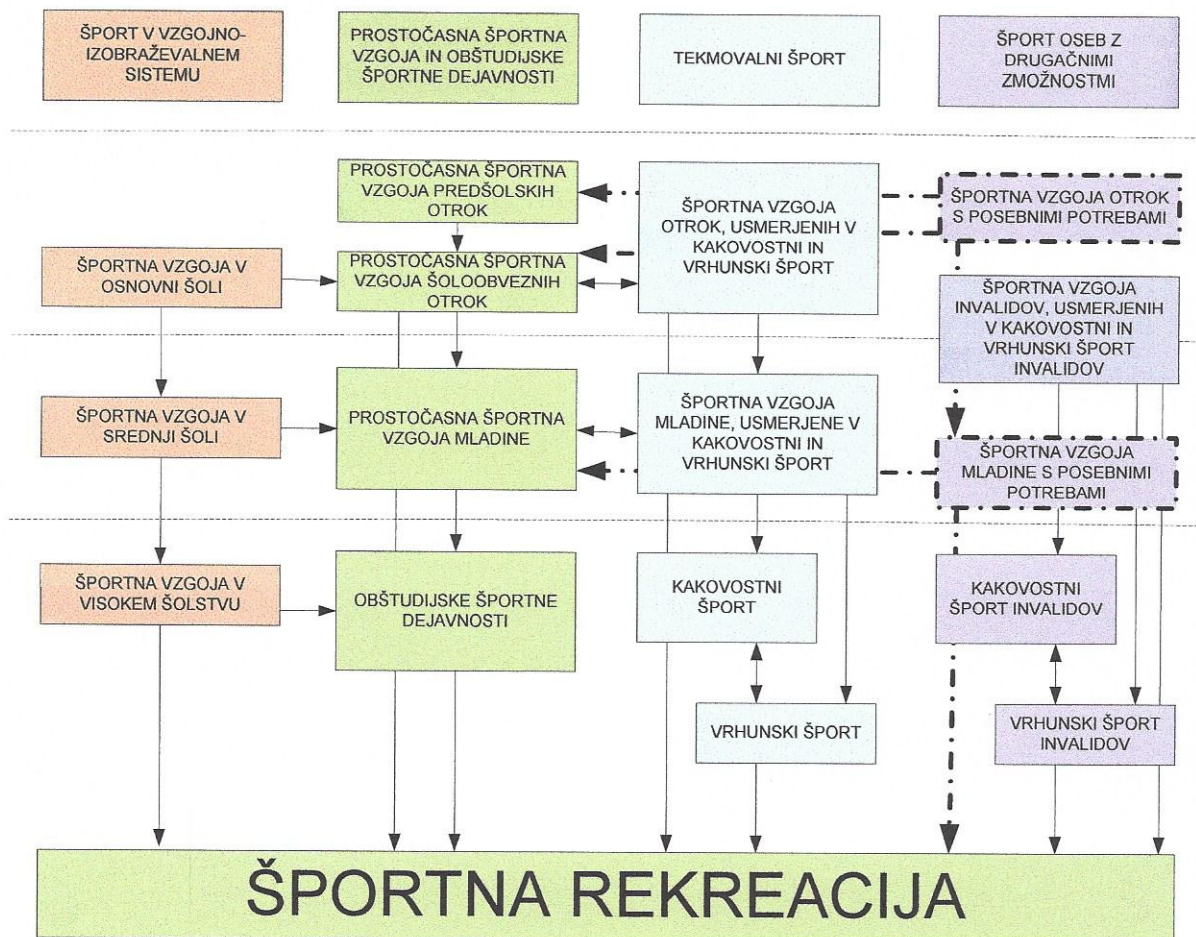 ŠPORT V VZGOJNO-
IZOBRAŽEVALNEM
SISTEMU
PROSTOČASNA ŠPORTNA
VZGOJA IN OBŠTUDIJSKE
ŠPORTNE DEJAVNOSTI
TEKMOVALNI ŠPORT
ŠPORT OSEB Z
DRUGAČNIMI
ZMOŽNOSTMI
PROSTOČASNA ŠPORTNA
VZGOJA PREDŠOLSKIH
OTROK
ŠPORTNA VZGOJA
OTROK, USMERJENIH V
KAKOVOSTNI IN
VRHUNSKI ŠPORT
ŠPORTNA VZGOJA OTROK
S POSEBNIMI POTREBAMI
ŠPORTNA VZGOJA V
OSNOVNI ŠOLI
PROSTOČASNA ŠPORTNA
VZGOJA ŠOLOOBVEZNIH
OTROK
ŠPORTNA VZGOJA
INVALIDOV, USMERJENIH
V KAKOVOSTNI IN
VRHUNSKI ŠPORT
INVALIDOV
ŠPORTNA VZGOJA V
SREDNJI ŠOLI
PROSTOČASNA ŠPORTNA
VZGOJA MLADINE
ŠPORTNA VZGOJA
MLADINE, USMERJENE V
KAKOVOSTNI IN
VRHUNSKI ŠPORT
ŠPORTNA VZGOJA
MLADINE S POSEBNIMI
POTREBAMI
ŠPORTNA VZGOJA V
VISOKEM ŠOLSTVU
OBŠTUDIJSKE ŠPORTNE
DEJAVNOSTI
KAKOVOSTNI
ŠPORT
KAKOVOSTNI
ŠPORT INVALIDOV
VRHUNSKI ŠPORT
VRHUNSKI ŠPORT
INVALIDOV
ŠPORTNA REKREACIJA